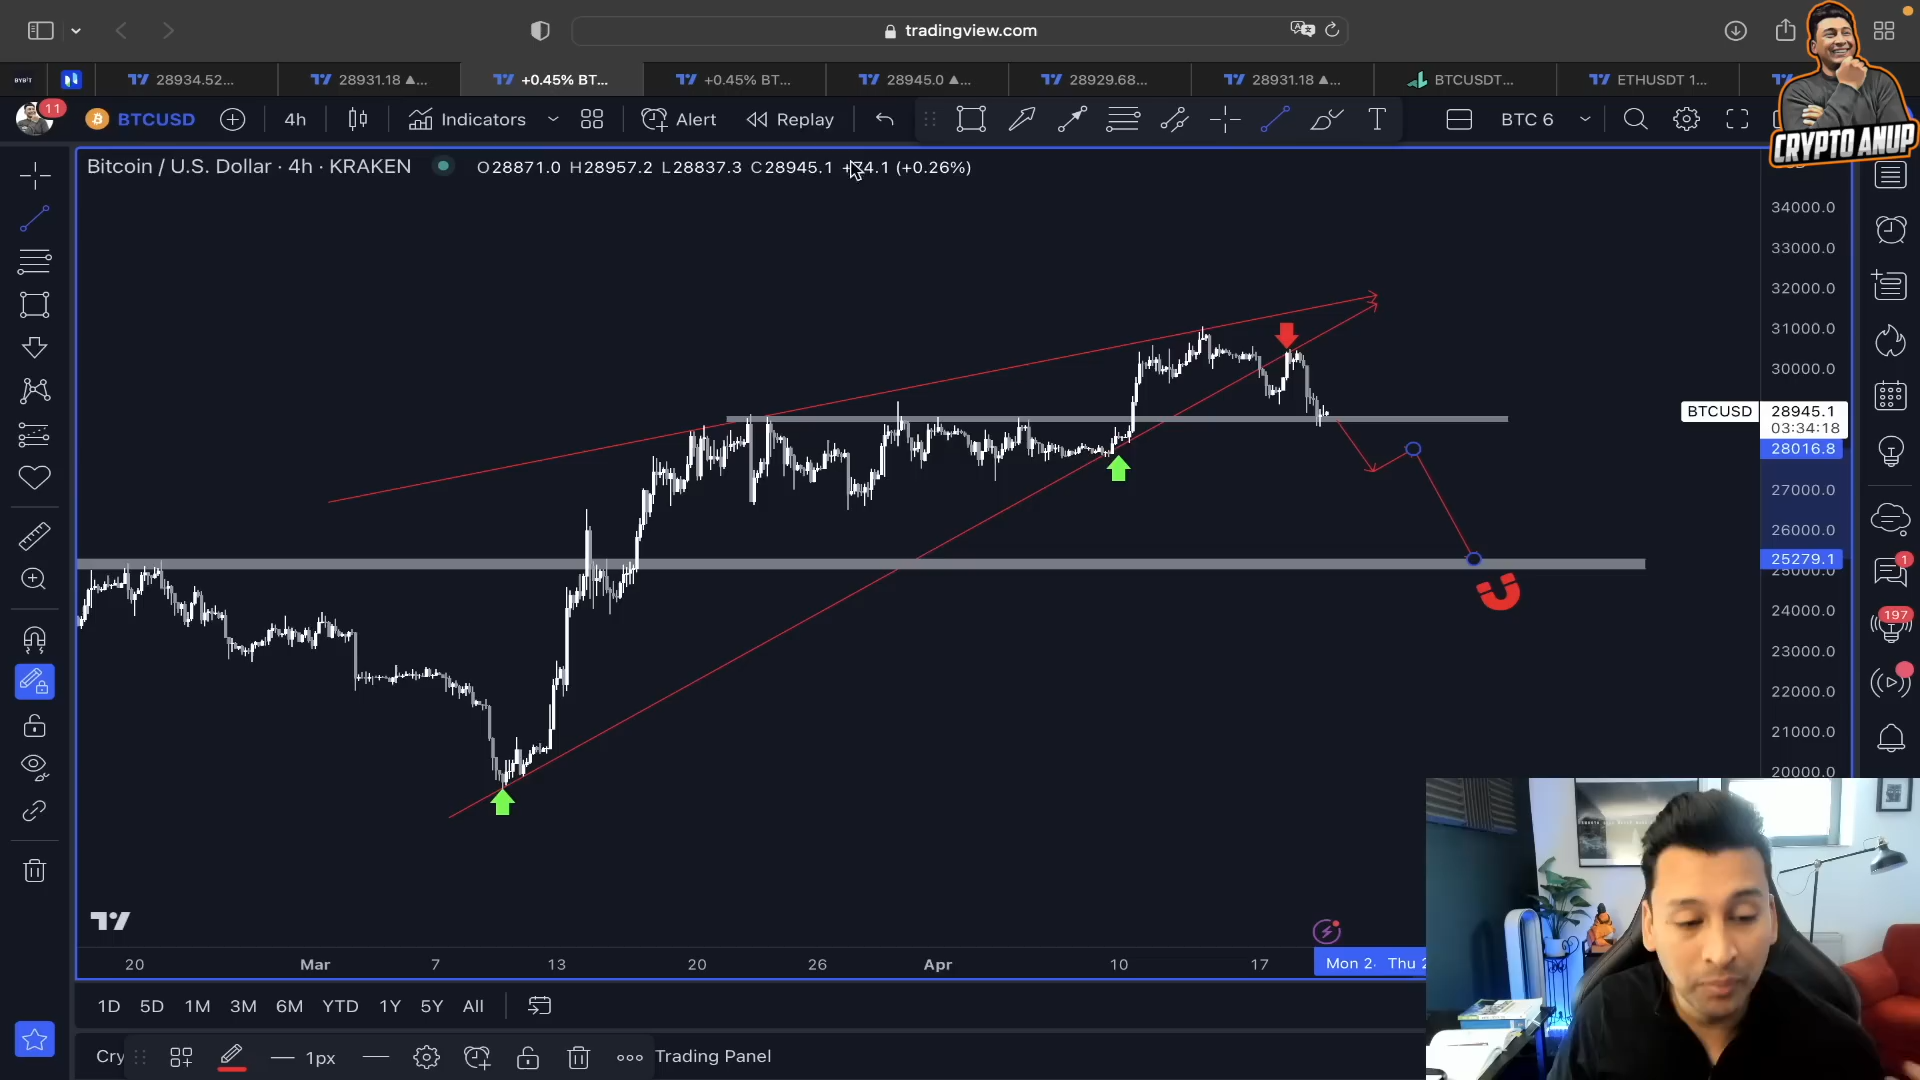 tradingview.com
BYBIT
28934.52...
28931.18 ▲...
+0.45% BT...
+0.45% BT...
28945.0 ▲...
28929.68...
28931.18 ▲...
BTCUSDT...
ETHUSDT 1...
CRYPTO ANUP
11
BTCUSD
4h
Indicators
Alert
Replay
BTC 6
Bitcoin / U.S. Dollar · 4h · KRAKEN
O28871.0 H28957.2 L28837.3 C28945.1
(+0.26%)
34000.0
33000.0
32000.0
31000.0
30000.0
BTCUSD 28945.1
03:34:18
28016.8
27000.0
26000.0
25279.1
25000.0
24000.0
23000.0
22000.0
21000.0
20000.0
1
197
20 Mar 7 13 20 26 Apr 10 17
Mon 2 Thu 2
1D 5D 1M 3M 6M YTD 1Y 5Y All
Cry
1px
Trading Panel